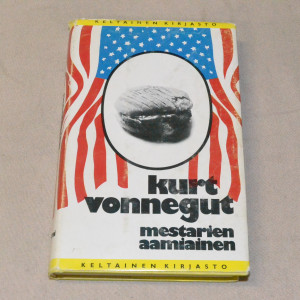 KELTAINEN KIRJASTO
kurt
vonnegut
mestarien
aamiainen
KELTAINEN KIRJASTO